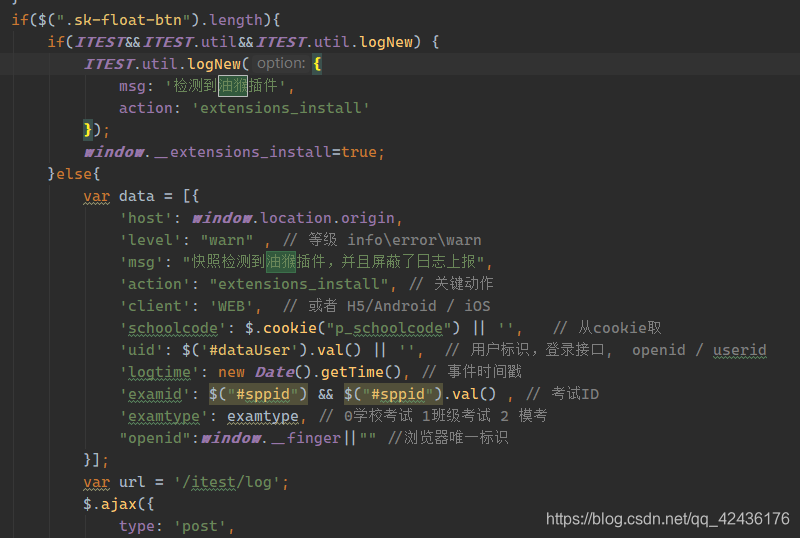 }
if($(".sk-float-btn").length){
if(ITEST&&ITEST.util&&ITEST.util.logNew) {
ITEST.util.logNew( option: {
msg: '检测到油猴插件',
action: 'extensions_install'
});
window.__extensions_install=true;
}else{
var data = [{
'host': window.location.origin,
'level': "warn" , // 等级 info\error\warn
'msg': "快照检测到油猴插件，并且屏蔽了日志上报",
'action': "extensions_install", // 关键动作
'client': 'WEB', // 或者 H5/Android / iOS
'schoolcode': $.cookie("p_schoolcode") || '', // 从cookie取
'uid': $('#dataUser').val() || '', // 用户标识，登录接口， openid / userid
'logtime': new Date().getTime(), // 事件时间戳
'examid': $("#sppid") && $("#sppid").val() , // 考试ID
'examtype': examtype, // 0学校考试 1班级考试 2 模考
"openid":window.__finger||"" //浏览器唯一标识
}];
var url = '/itest/log';
$.ajax({
type: 'post',
https://blog.csdn.net/qq_42436176